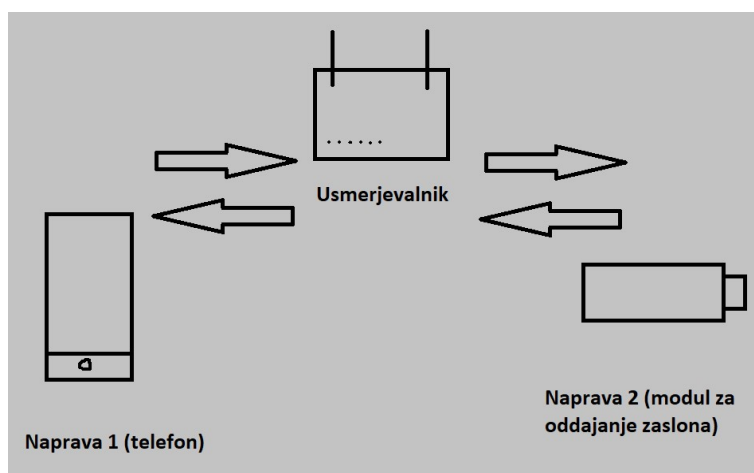 Usmerjevalnik
Naprava 1 (telefon)
Naprava 2 (modul za
oddajanje zaslona)